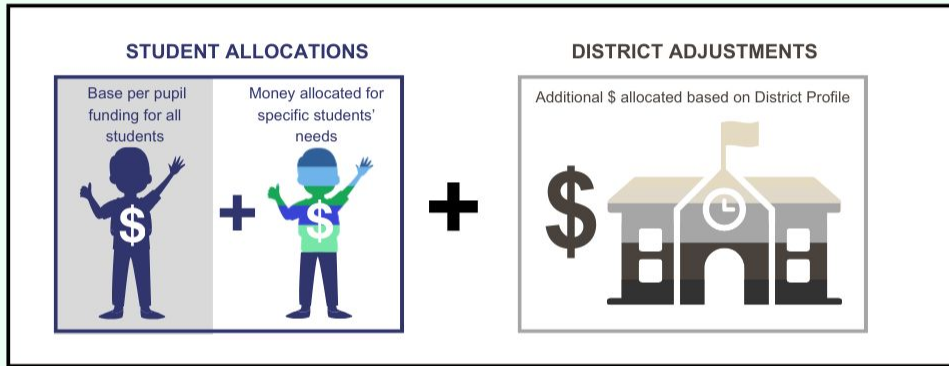 STUDENT ALLOCATIONS
Base per pupil
funding for all
students
$
+
Money allocated for
specific students'
needs
$
+
DISTRICT ADJUSTMENTS
Additional $ allocated based on District Profile
$